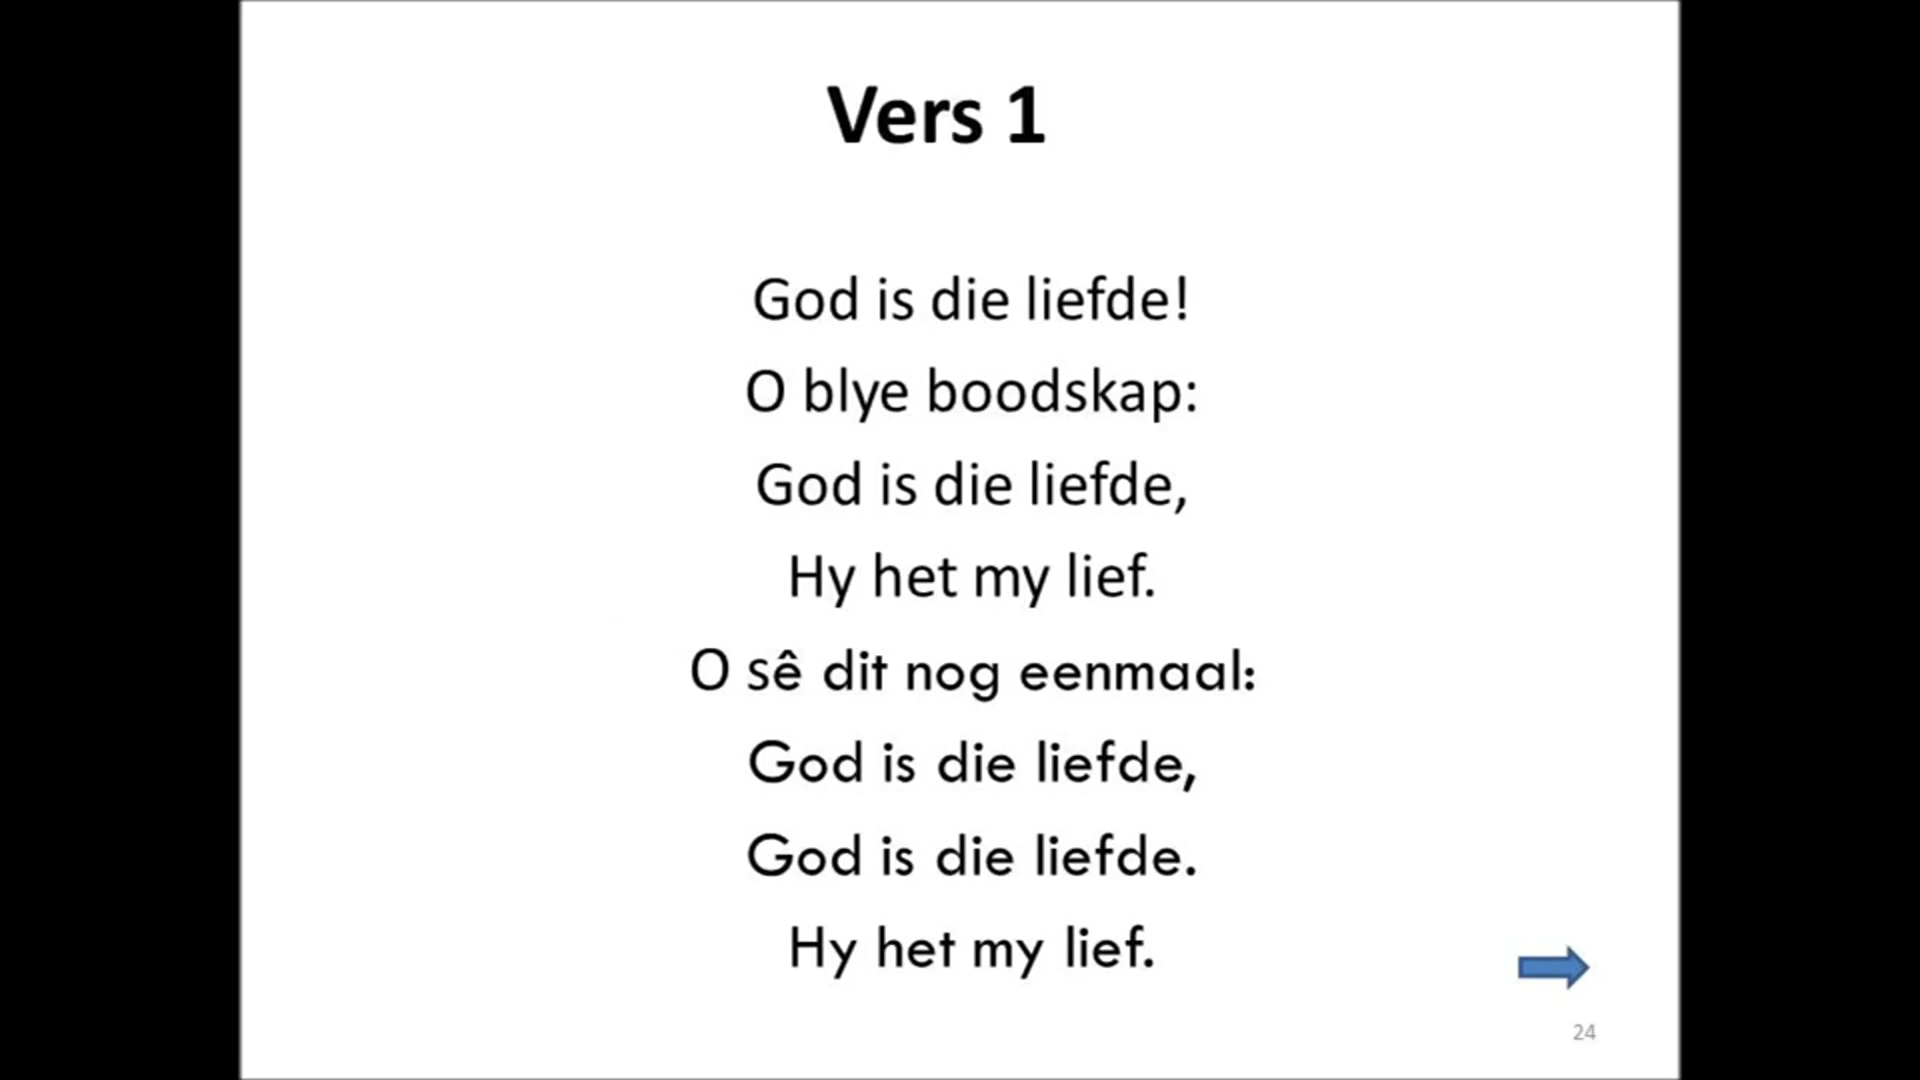 Vers 1
God is die liefde!
O blye boodskap:
God is die liefde,
Hy het my lief.
O sê dit nog eenmaal:
God is die liefde,
God is die liefde.
Hy het my lief.
24